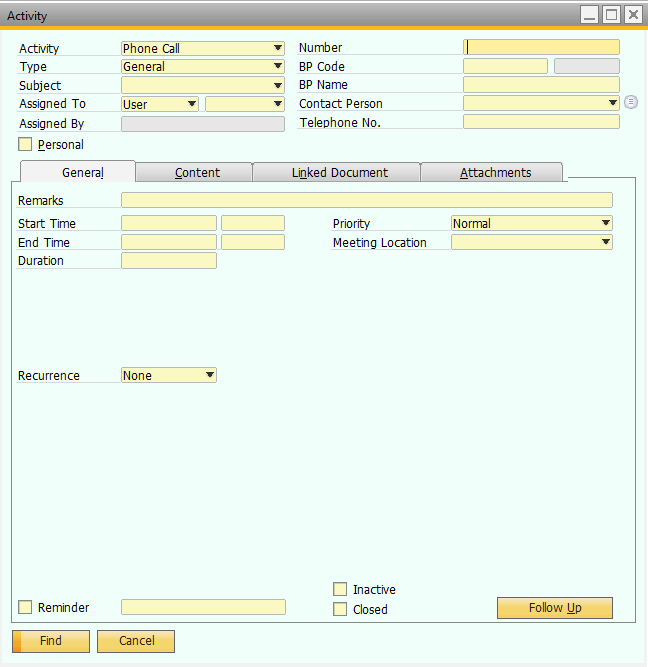 Activity
Activity Phone Call Number
Type General BP Code
Subject BP Name
Assigned To User Contact Person
Assigned By Telephone No.
Personal
General Content Linked Document Attachments
Remarks
Start Time Priority Normal
End Time Meeting Location
Duration
Recurrence None
Inactive
Reminder Closed Follow Up
Find Cancel